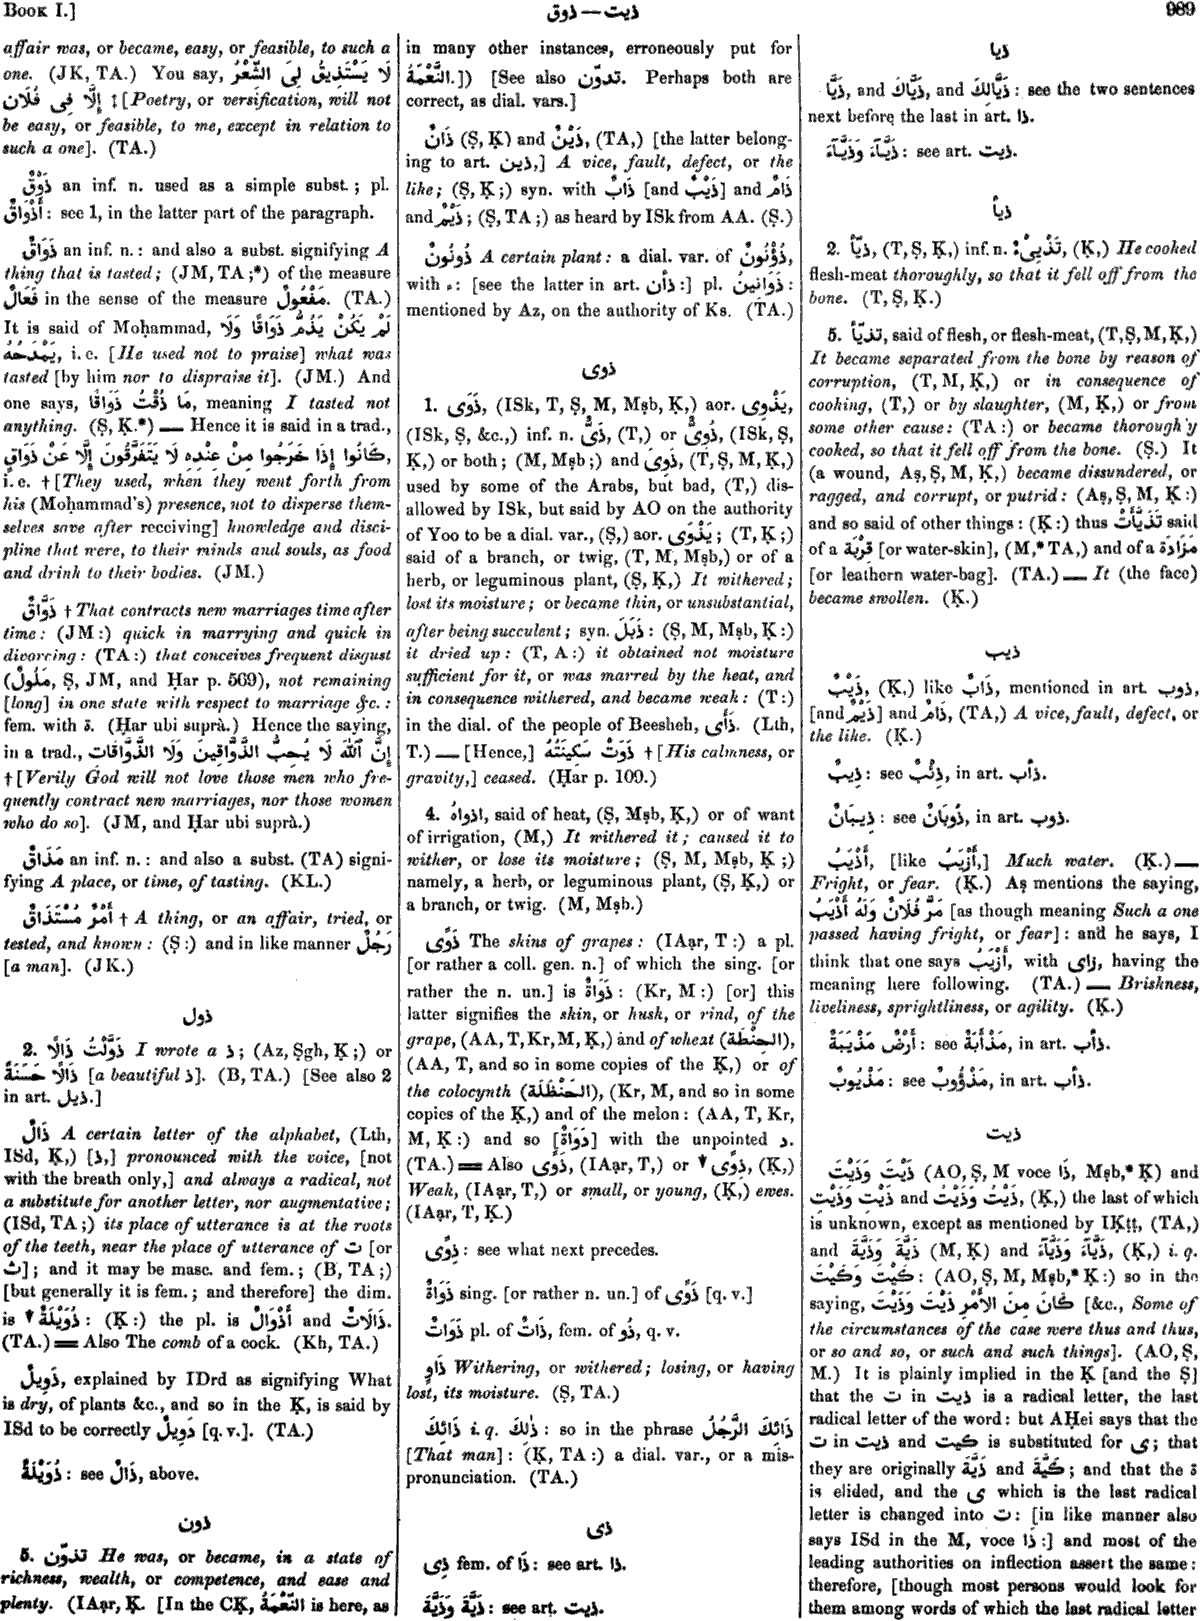 BOOK I.]
ذيت — ذوق
989
affair was, or became, easy, or feasible, to such a
one. (JK, TA.) You say, لَا يَسْتَذِيقُ لِىَ الشِّعْرُ
إِلَّا فِى فُلَان ‡ [Poetry, or versification, will not
be easy, or feasible, to me, except in relation to
such a one]. (TA.)
ذَوْقٌ an inf. n. used as a simple subst.; pl.
أَذْوَاقٌ: see 1, in the latter part of the paragraph.
ذَوَاقٌ an inf. n.: and also a subst. signifying A
thing that is tasted; (JM, TA;*) of the measure
فَعَالٌ in the sense of the measure مَفْعُولٌ. (TA.)
It is said of Moḥammad, لَمْ يَكُنْ يَذُمُّ ذَوَاقًا وَلَا
يَمْدَحُهُ, i. e. [He used not to praise] what was
tasted [by him nor to dispraise it]. (JM.) And
one says, مَا ذُقْتُ ذَوَاقًا, meaning I tasted not
anything. (Ṣ, Ḳ.*) — Hence it is said in a trad.,
كَانُوا إِذَا خَرَجُوا مِنْ عِنْدِهِ لَا يَتَفَرَّقُونَ إِلَّا عَنْ ذَوَاقٍ,
i. e. † [They used, when they went forth from
his (Moḥammad's) presence, not to disperse them-
selves save after receiving] knowledge and disci-
pline that were, to their minds and souls, as food
and drink to their bodies. (JM.)
ذَوَّاقٌ † That contracts new marriages time after
time: (JM:) quick in marrying and quick in
divorcing: (TA:) that conceives frequent disgust
(مَلُولٌ, Ṣ, JM, and Ḥar p. 569), not remaining
[long] in one state with respect to marriage &c.:
fem. with ة. (Ḥar ubi suprà.) Hence the saying,
in a trad., إِنَّ ٱللّٰهَ لَا يُحِبُّ الذَّوَّاقِينَ وَلَا الذَّوَّاقَات
† [Verily God will not love those men who fre-
quently contract new marriages, nor those women
who do so]. (JM, and Ḥar ubi suprà.)
مَذَاقٌ an inf. n.: and also a subst. (TA) signi-
fying A place, or time, of tasting. (KL.)
أَمْرٌ مُسْتَذَاقٌ † A thing, or an affair, tried, or
tested, and known: (Ṣ:) and in like manner رَجُلٌ
[a man]. (JK.)
ذول
2. ذَوَّلْتُ ذَالًا I wrote a ذ; (Az, Ṣgh, Ḳ;) or
ذَالًا حَسَنَةً [a beautiful ذ]. (B, TA.) [See also 2
in art. ذيل.]
ذَالٌ A certain letter of the alphabet, (Lth,
ISd, Ḳ,) [ذ,] pronounced with the voice, [not
with the breath only,] and always a radical, not
a substitute for another letter, nor augmentative;
(ISd, TA;) its place of utterance is at the roots
of the teeth, near the place of utterance of ت [or
ث]; and it may be masc. and fem.; (B, TA;)
[but generally it is fem.; and therefore] the dim.
is ▼ ذُوَيْلَةٌ: (Ḳ:) the pl. is أَذْوَالٌ and ذَالَاتٌ.
(TA.) ═ Also The comb of a cock. (Kh, TA.)
ذَوِيلٌ, explained by IDrd as signifying What
is dry, of plants &c., and so in the Ḳ, is said by
ISd to be correctly دَوِيلٌ [q. v.]. (TA.)
ذُوَيْلَةٌ: see ذَالٌ, above.
ذون
5. تذوّن He was, or became, in a state of
richness, wealth, or competence, and ease and
plenty. (IAạr, Ḳ. [In the CḲ, النَّعْمَةُ is here, as
in many other instances, erroneously put for
النِّعْمَةُ.]) [See also تدوّن. Perhaps both are
correct, as dial. vars.]
ذَانٌ (Ṣ, Ḳ) and ذَيْنٌ, (TA,) [the latter belong-
ing to art. ذين,] A vice, fault, defect, or the
like; (Ṣ, Ḳ;) syn. with ذَابٌ [and ذَيْبٌ] and ذَامٌ
and ذَيْمٌ; (Ṣ, TA;) as heard by ISk from AA. (Ṣ.)
ذُونُونٌ A certain plant: a dial. var. of ذُؤْنُونٌ,
with ء: [see the latter in art. ذأن:] pl. ذَوَانِينُ:
mentioned by Az, on the authority of Ks. (TA.)
ذوى
1. ذَوَى, (ISk, T, Ṣ, M, Mṣb, Ḳ,) aor. يَذْوِى,
(ISk, Ṣ, &c.,) inf. n. ذَىٌّ, (T,) or ذُوِىٌّ, (ISk, Ṣ,
Ḳ,) or both; (M, Mṣb;) and ذَوِىَ, (T, Ṣ, M, Ḳ,)
used by some of the Arabs, but bad, (T,) dis-
allowed by ISk, but said by AO on the authority
of Yoo to be a dial. var., (Ṣ,) aor. يَذْوَى; (T, Ḳ;)
said of a branch, or twig, (T, M, Mṣb,) or of a
herb, or leguminous plant, (Ṣ, Ḳ,) It withered;
lost its moisture; or became thin, or unsubstantial,
after being succulent; syn. ذَبَلَ: (Ṣ, M, Mṣb, Ḳ:)
it dried up: (T, A:) it obtained not moisture
sufficient for it, or was marred by the heat, and
in consequence withered, and became weak: (T:)
in the dial. of the people of Beesheh, ذَأَى. (Lth,
T.) — [Hence,] ذَوَتْ سَكِينَتُهُ † [His calmness, or
gravity,] ceased. (Ḥar p. 109.)
4. اذواهُ, said of heat, (Ṣ, Mṣb, Ḳ,) or of want
of irrigation, (M,) It withered it; caused it to
wither, or lose its moisture; (Ṣ, M, Mṣb, Ḳ;)
namely, a herb, or leguminous plant, (Ṣ, Ḳ,) or
a branch, or twig. (M, Mṣb.)
ذَوًى The skins of grapes: (IAạr, T:) a pl.
[or rather a coll. gen. n.] of which the sing. [or
rather the n. un.] is ذَوَاةٌ: (Kr, M:) [or] this
latter signifies the skin, or husk, or rind, of the
grape, (AA, T, Kr, M, Ḳ,) and of wheat (الحِنْطَة),
(AA, T, and so in some copies of the Ḳ,) or of
the colocynth (الحَنْظَلَة), (Kr, M, and so in some
copies of the Ḳ,) and of the melon: (AA, T, Kr,
M, Ḳ:) and so [دَوَاةٌ] with the unpointed د.
(TA.) ═ Also ذَوًى, (IAạr, T,) or ▼ ذِوًى, (Ḳ,)
Weak, (IAạr, T,) or small, or young, (Ḳ,) ewes.
(IAạr, T, Ḳ.)
ذِوًى: see what next precedes.
ذَوَاةٌ sing. [or rather n. un.] of ذَوًى [q. v.]
ذَوَاتٌ pl. of ذَاتٌ, fem. of ذُو, q. v.
ذَاوٍ Withering, or withered; losing, or having
lost, its moisture. (Ṣ, TA.)
ذَائِكَ i. q. ذٰلِكَ: so in the phrase ذَائِكَ الرَّجُلُ
[That man]: (Ḳ, TA:) a dial. var., or a mis-
pronunciation. (TA.)
ذى
ذِى fem. of ذَا: see art. ذا.
ذَيَّةَ وَذَيَّةَ: see art. ذيت.
ذيا
ذَيَّا, and ذَيَّاكَ, and ذَيَّالِكَ: see the two sentences
next before the last in art. ذا.
ذَيَّآءَ وَذَيَّآءَ: see art. ذيت.
ذيأ
2. ذيّأ, (T, Ṣ, Ḳ,) inf. n. تَذْيِىْءٌ, (Ḳ,) He cooked
flesh-meat thoroughly, so that it fell off from the
bone. (T, Ṣ, Ḳ.)
5. تذيّأ, said of flesh, or flesh-meat, (T, Ṣ, M, Ḳ,)
It became separated from the bone by reason of
corruption, (T, M, Ḳ,) or in consequence of
cooking, (T,) or by slaughter, (M, Ḳ,) or from
some other cause: (TA:) or became thoroughly
cooked, so that it fell off from the bone. (Ṣ.) It
(a wound, Aṣ, Ṣ, M, Ḳ,) became dissundered, or
ragged, and corrupt, or putrid: (Aṣ, Ṣ, M, Ḳ:)
and so said of other things: (Ḳ:) thus تَذَيَّأَتْ said
of a قِرْبَة [or water-skin], (M,* TA,) and of a مَزَادَة
[or leathern water-bag]. (TA.) — It (the face)
became swollen. (Ḳ.)
ذيب
ذَيْبٌ, (Ḳ,) like ذَابٌ, mentioned in art. ذوب,
[and ذَيْمٌ] and ذَامٌ, (TA,) A vice, fault, defect, or
the like. (Ḳ.)
ذِيبٌ: see ذِئْبٌ, in art. ذأب.
ذِيبَانٌ: see ذُوبَانٌ, in art. ذوب.
أَذْيَبُ, [like أَزْيَبُ,] Much water. (Ḳ.) —
Fright, or fear. (Ḳ.) Aṣ mentions the saying,
مَرَّ فُلَانٌ وَلَهُ أَذْيَبُ [as though meaning Such a one
passed having fright, or fear]: and he says, I
think that one says أَزْيَبُ, with زاى, having the
meaning here following. (TA.) — Briskness,
liveliness, sprightliness, or agility. (Ḳ.)
أَرْضٌ مَذْيَبَةٌ: see مَذْأَبَةٌ, in art. ذأب.
مَذْيُوبٌ: see مَذْؤُوبٌ, in art. ذأب.
ذيت
ذَيْتَ وَذَيْتَ (AO, Ṣ, M voce ذَا, Mṣb,* Ḳ) and
ذَيْتِ وَذَيْتِ and ذَيْتُ وَذَيْتُ, (Ḳ,) the last of which
is unknown, except as mentioned by IḲṭṭ, (TA,)
and ذَيَّةَ وَذَيَّةَ (M, Ḳ) and ذَيَّآءَ وَذَيَّآءَ, (Ḳ,) i. q.
كَيْتَ وَكَيْتَ: (AO, Ṣ, M, Mṣb,* Ḳ:) so in the
saying, كَانَ مِنَ الأَمْرِ ذَيْتَ وَذَيْتَ [&c., Some of
the circumstances of the case were thus and thus,
or so and so, or such and such things]. (AO, Ṣ,
M.) It is plainly implied in the Ḳ [and the Ṣ]
that the ت in ذيت is a radical letter, the last
radical letter of the word: but AḤei says that the
ت in ذيت and كيت is substituted for ى; that
they are originally ذَيَّة and كَيَّة; and that the ة
is elided, and the ى which is the last radical
letter is changed into ت: [in like manner also
says ISd in the M, voce ذَا:] and most of the
leading authorities on inflection assert the same:
therefore, [though most persons would look for
them among words of which the last radical letter